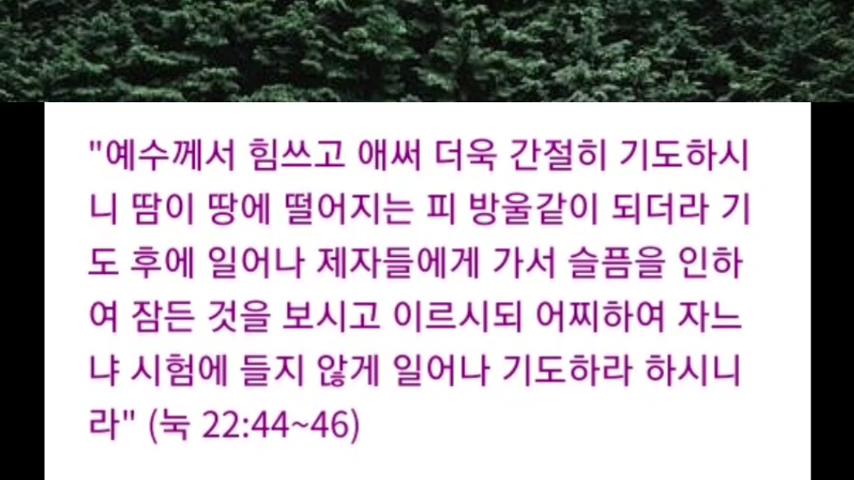 "예수께서 힘쓰고 애써 더욱 간절히 기도하시
니 땀이 땅에 떨어지는 피 방울같이 되더라 기
도 후에 일어나 제자들에게 가서 슬픔을 인하
여 잠든 것을 보시고 이르시되 어찌하여 자느
냐 시험에 들지 않게 일어나 기도하라 하시니
라" (눅 22:44~46)